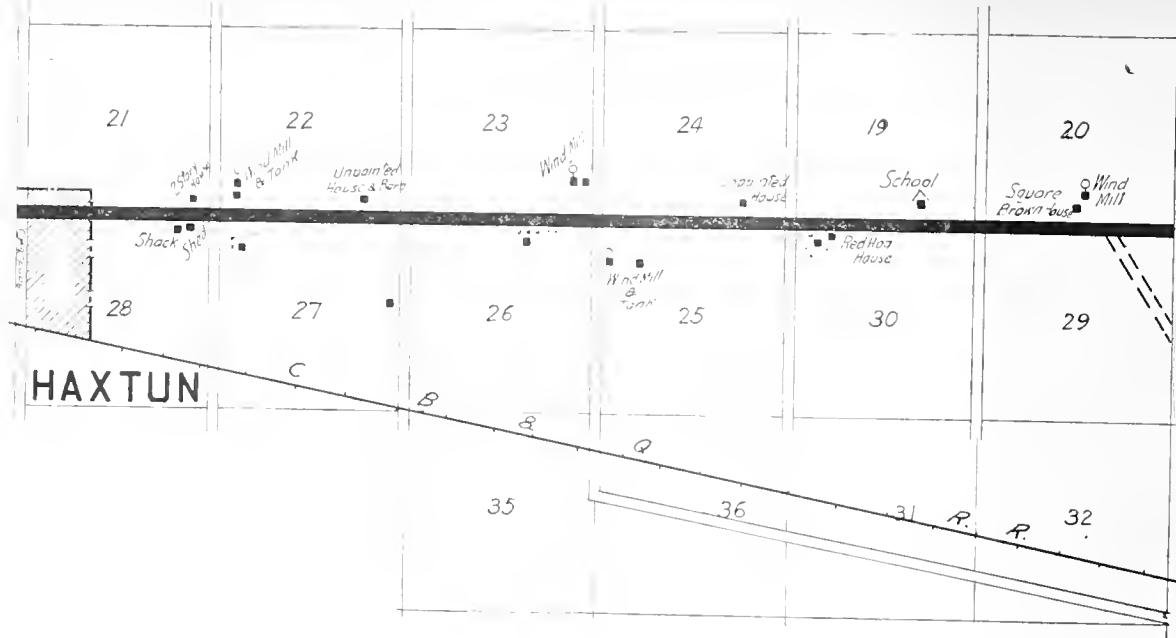 21
22
23
24
19
20
Story
House
Wind Mill
& Tank
Unpainted
House & Barn
Wind Mill
House
School
Square
Brown House
Wind
Mill
Shack
Shed
Wind Mill
&
Tank
Red Hog
House
28
27
26
25
30
29
HAXTUN
C B & Q R. R.
35
36
31
32